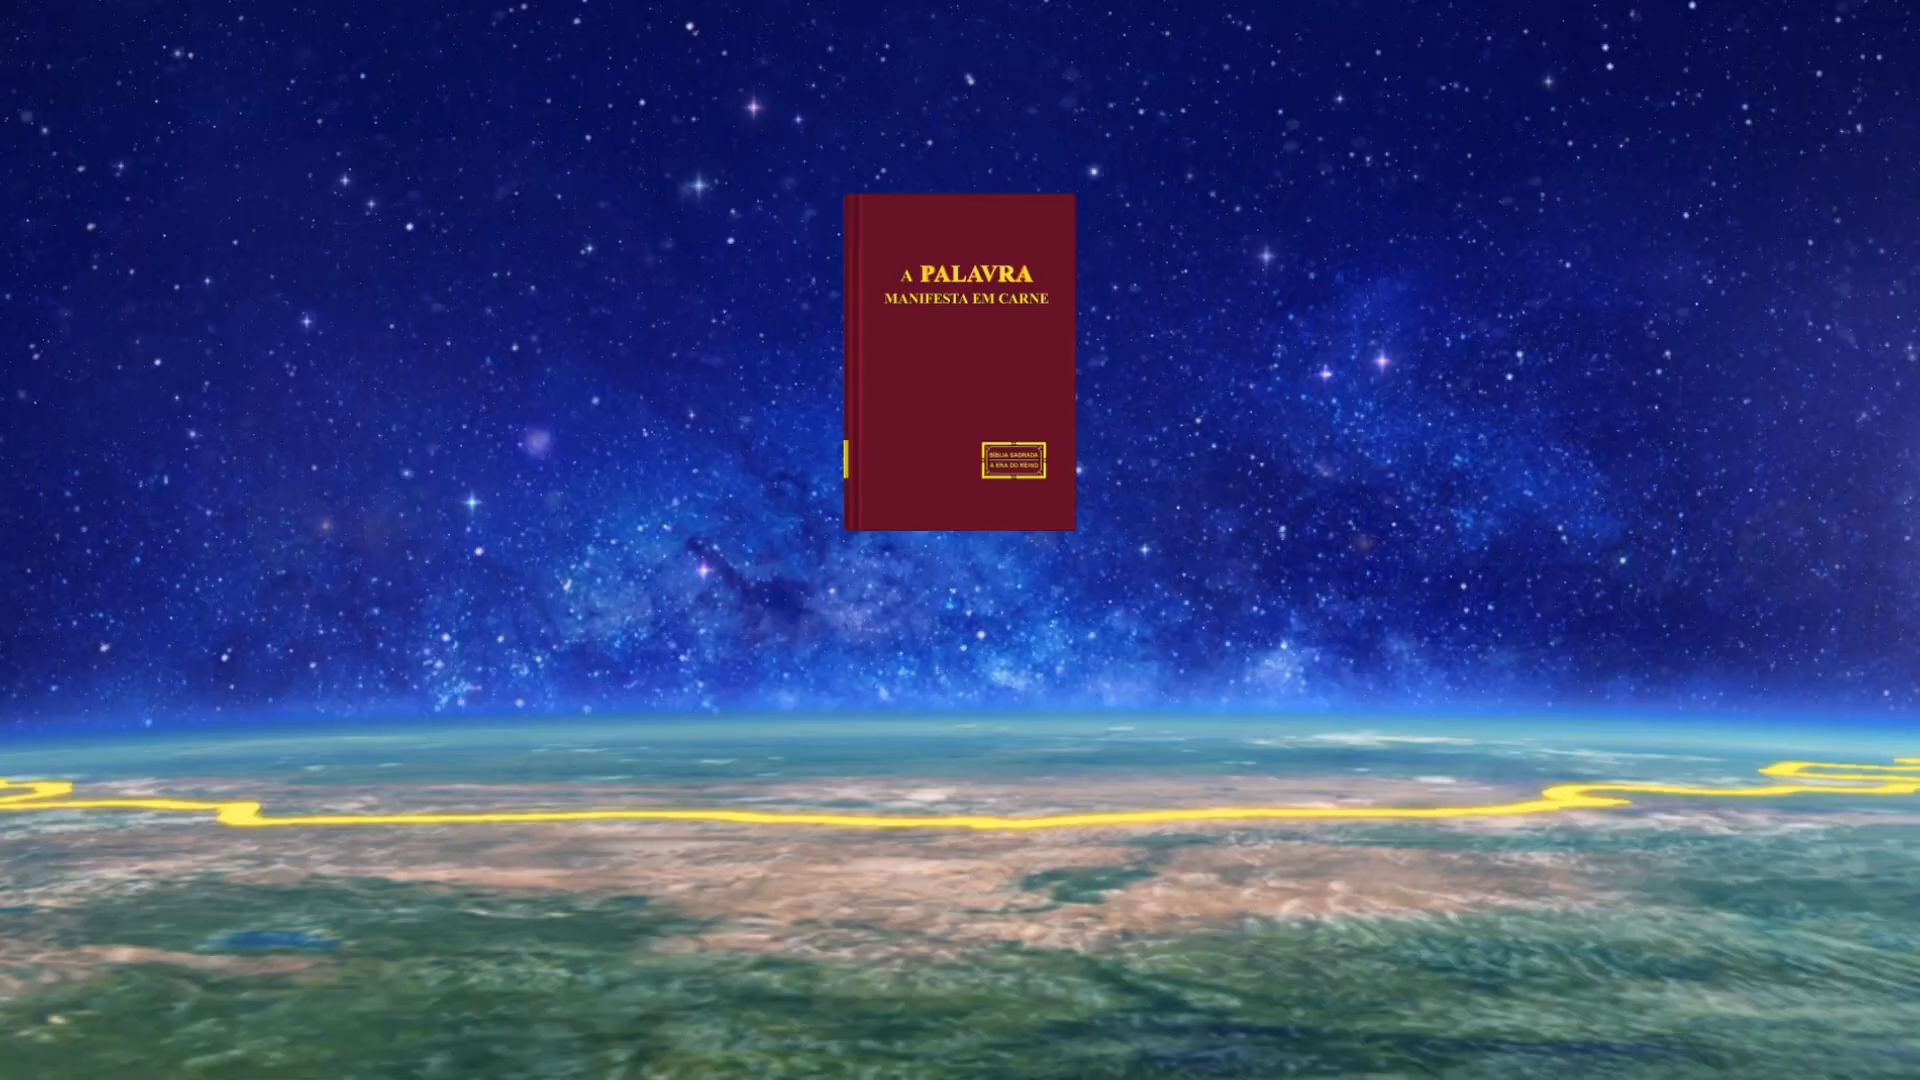 A PALAVRA
MANIFESTA EM CARNE
BÍBLIA SAGRADA
A ERA DO REINO